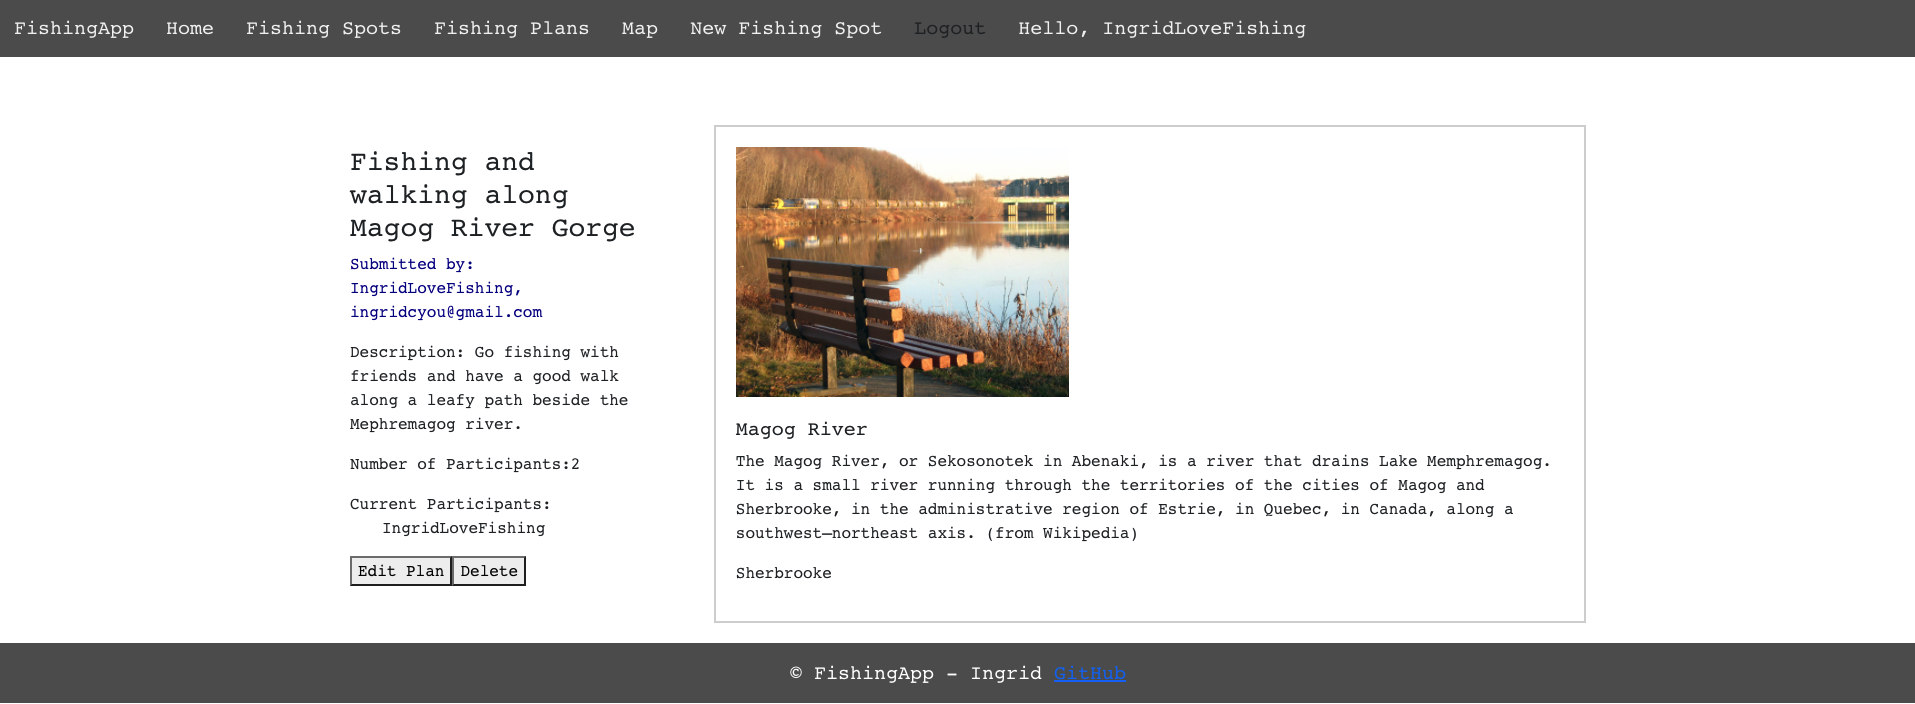 FishingApp Home Fishing Spots Fishing Plans Map New Fishing Spot Logout Hello, IngridLoveFishing
Fishing and
walking along
Magog River Gorge
Submitted by:
IngridLoveFishing,
ingridcyou@gmail.com
Description: Go fishing with
friends and have a good walk
along a leafy path beside the
Mephremagog river.
Number of Participants:2
Current Participants:
IngridLoveFishing
Edit Plan Delete
Magog River
The Magog River, or Sekosonotek in Abenaki, is a river that drains Lake Memphremagog.
It is a small river running through the territories of the cities of Magog and
Sherbrooke, in the administrative region of Estrie, in Quebec, in Canada, along a
southwest–northeast axis. (from Wikipedia)
Sherbrooke
© FishingApp - Ingrid GitHub